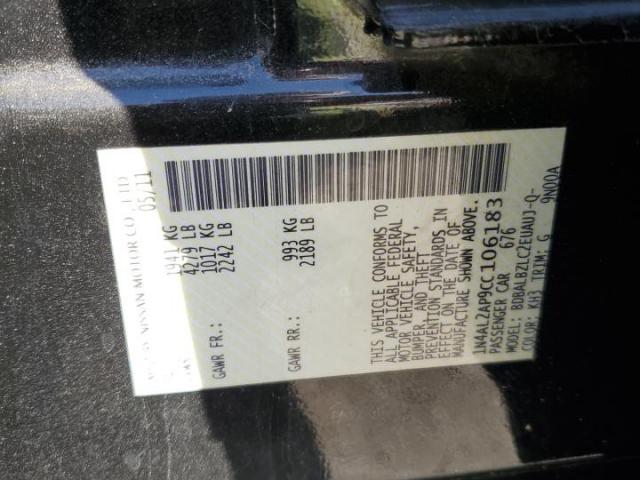 NISSAN MOTOR CO., LTD
05/11
1941 KG
4279 LB
GAWR FR.: 1017 KG
2242 LB
GAWR RR.: 993 KG
2189 LB
THIS VEHICLE CONFORMS TO
ALL APPLICABLE FEDERAL
MOTOR VEHICLE SAFETY,
BUMPER, AND THEFT
PREVENTION STANDARDS IN
EFFECT ON THE DATE OF
MANUFACTURE SHOWN ABOVE.
1N4AL2AP9CC106183
PASSENGER CAR 676
MODEL: BDBALBZLC2EUAUJ-Q-
COLOR: KH3 TRIM: G 9N00A